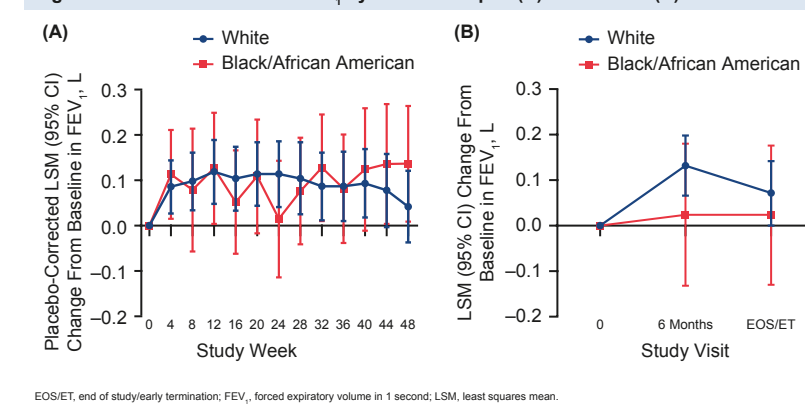 (A)
White
Black/African American
Placebo-Corrected LSM (95% CI)
Change From Baseline in FEV₁, L
0.3
0.2
0.1
0.0
–0.1
–0.2
0 4 8 12 16 20 24 28 32 36 40 44 48
Study Week
(B)
White
Black/African American
LSM (95% CI) Change From
Baseline in FEV₁, L
0.3
0.2
0.1
0.0
–0.1
–0.2
0 6 Months EOS/ET
Study Visit
EOS/ET, end of study/early termination; FEV₁, forced expiratory volume in 1 second; LSM, least squares mean.